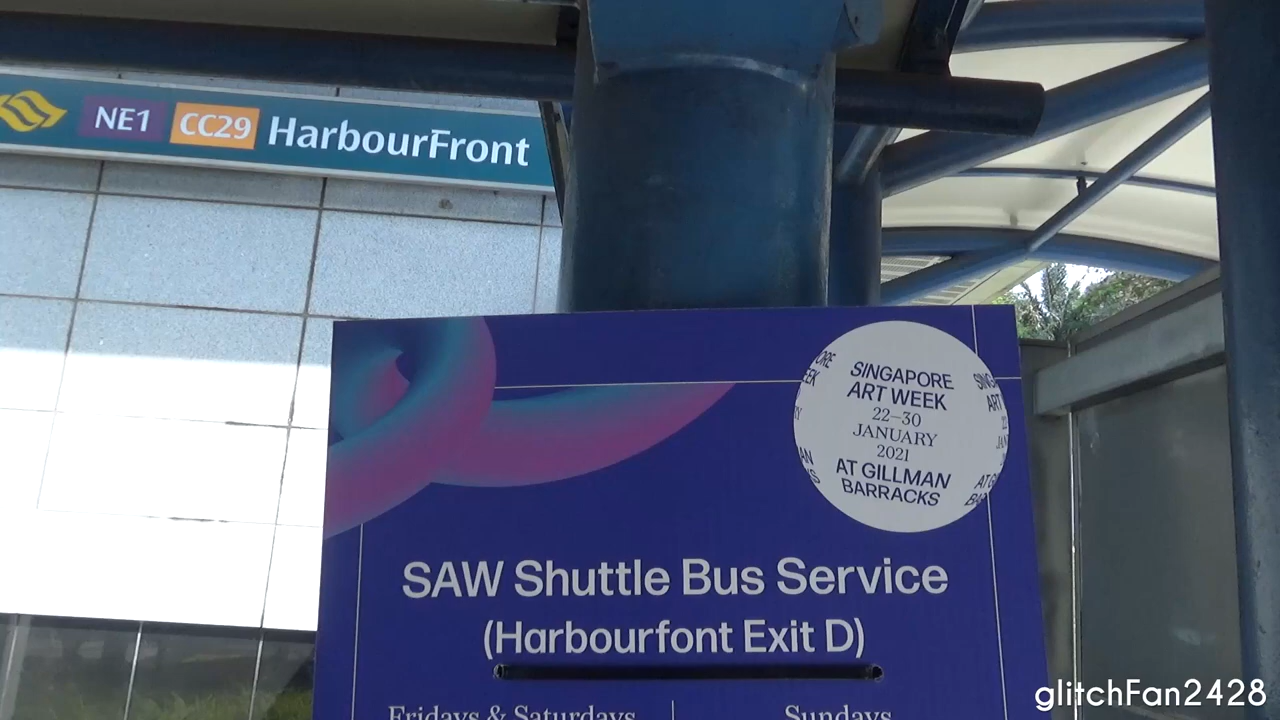 NE1 CC29 HarbourFront
SINGAPORE
ART WEEK
22–30
JANUARY
2021
AT GILLMAN
BARRACKS
SAW Shuttle Bus Service
(Harbourfont Exit D)
Fridays & Saturdays
Sundays
glitchFan2428